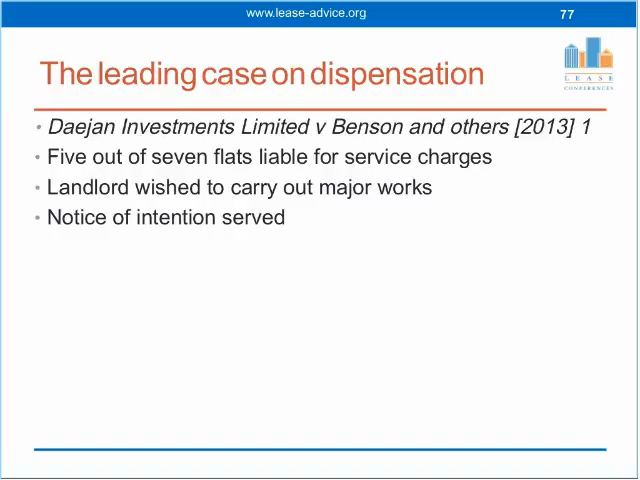 www.lease-advice.org
77
The leading case on dispensation
LEASE
CONFERENCES
• Daejan Investments Limited v Benson and others [2013] 1
• Five out of seven flats liable for service charges
• Landlord wished to carry out major works
• Notice of intention served